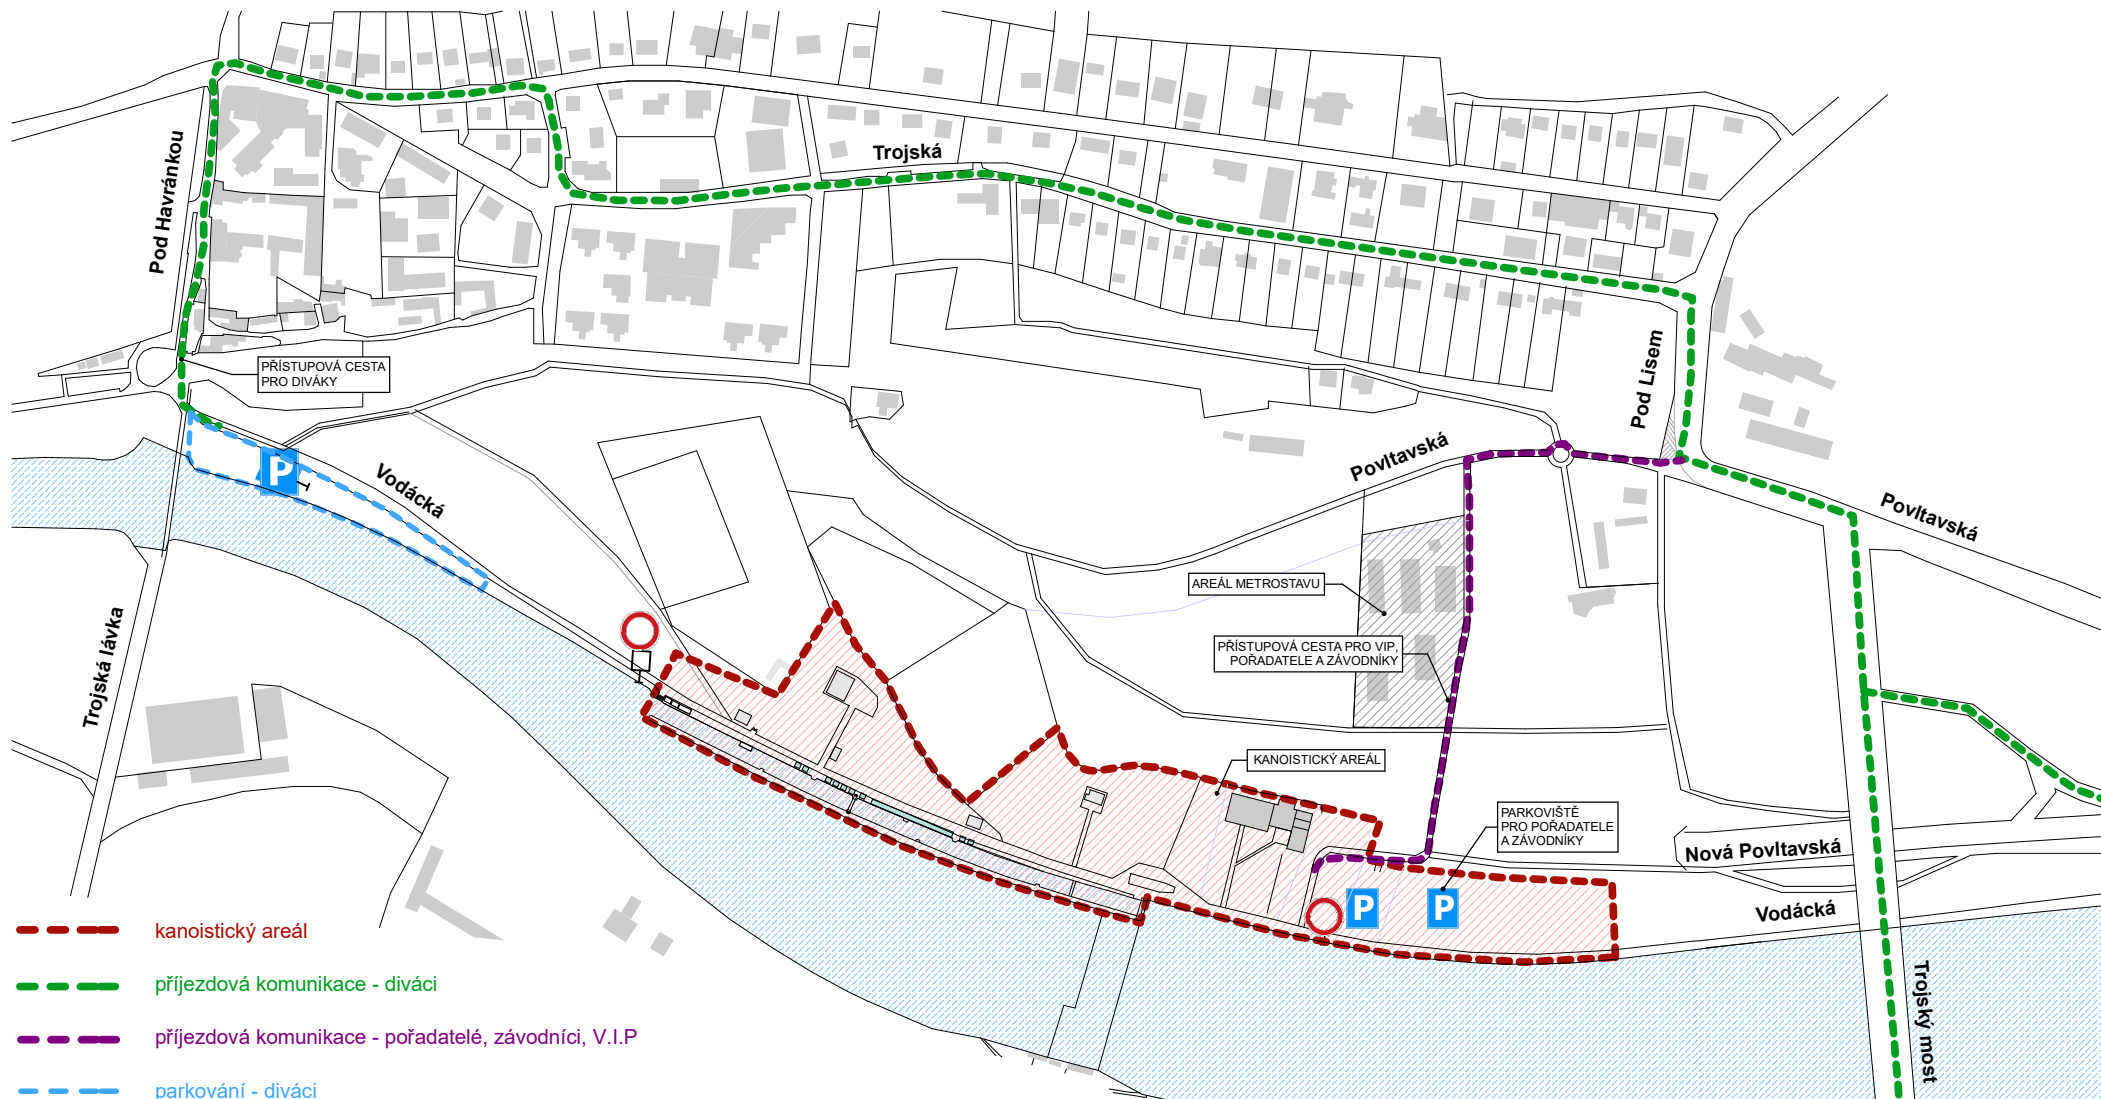 Trojská
Pod Havránkou
PŘÍSTUPOVÁ CESTA
PRO DIVÁKY
Pod Lisem
Povltavská
P
Vodácká
Povltavská
AREÁL METROSTAVU
Trojská lávka
PŘÍSTUPOVÁ CESTA PRO VIP,
POŘADATELE A ZÁVODNÍKY
KANOISTICKÝ AREÁL
PARKOVIŠTĚ
PRO POŘADATELE
A ZÁVODNÍKY
Nová Povltavská
P
P
Vodácká
Trojský most
kanoistický areál
příjezdová komunikace - diváci
příjezdová komunikace - pořadatelé, závodníci, V.I.P
parkování - diváci